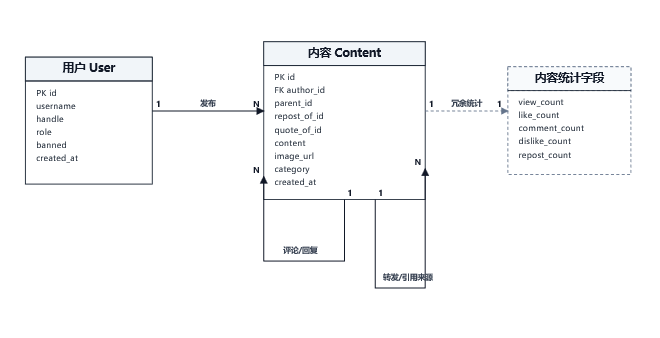 用户 User
PK id
username
handle
role
banned
created_at
1
发布
N
内容 Content
PK id
FK author_id
parent_id
repost_of_id
quote_of_id
content
image_url
category
created_at
1
冗余统计
1
内容统计字段
view_count
like_count
comment_count
dislike_count
repost_count
N
1
评论/回复
1
N
转发/引用来源